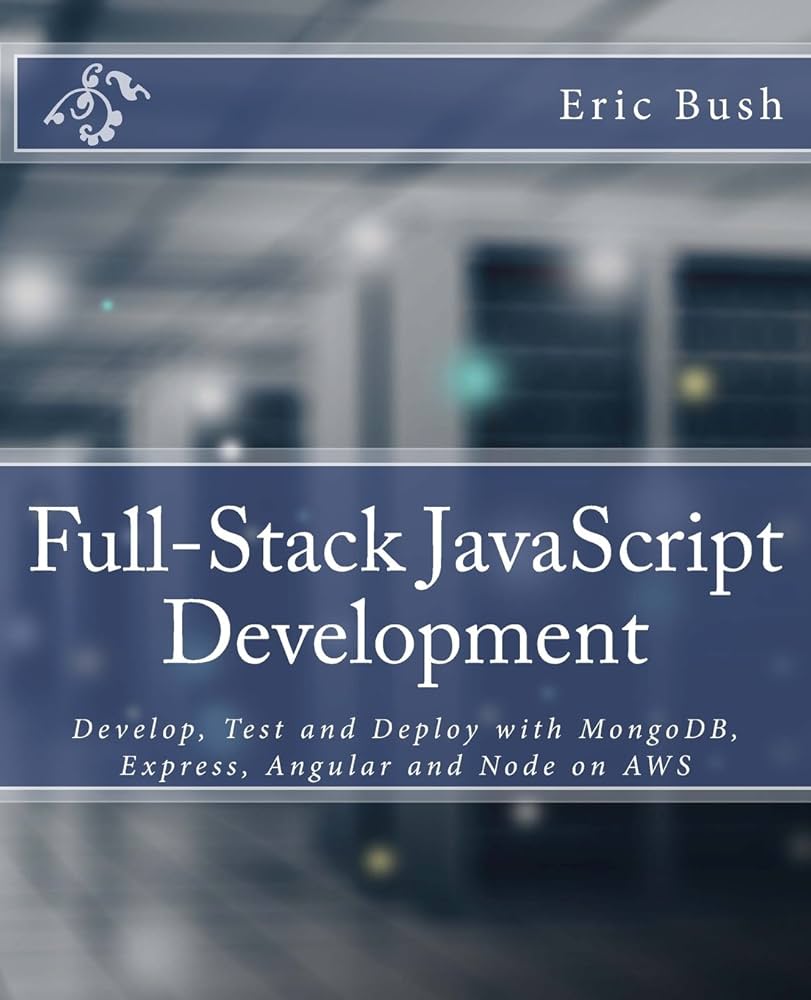 Eric Bush
Full-Stack JavaScript
Development
Develop, Test and Deploy with MongoDB,
Express, Angular and Node on AWS